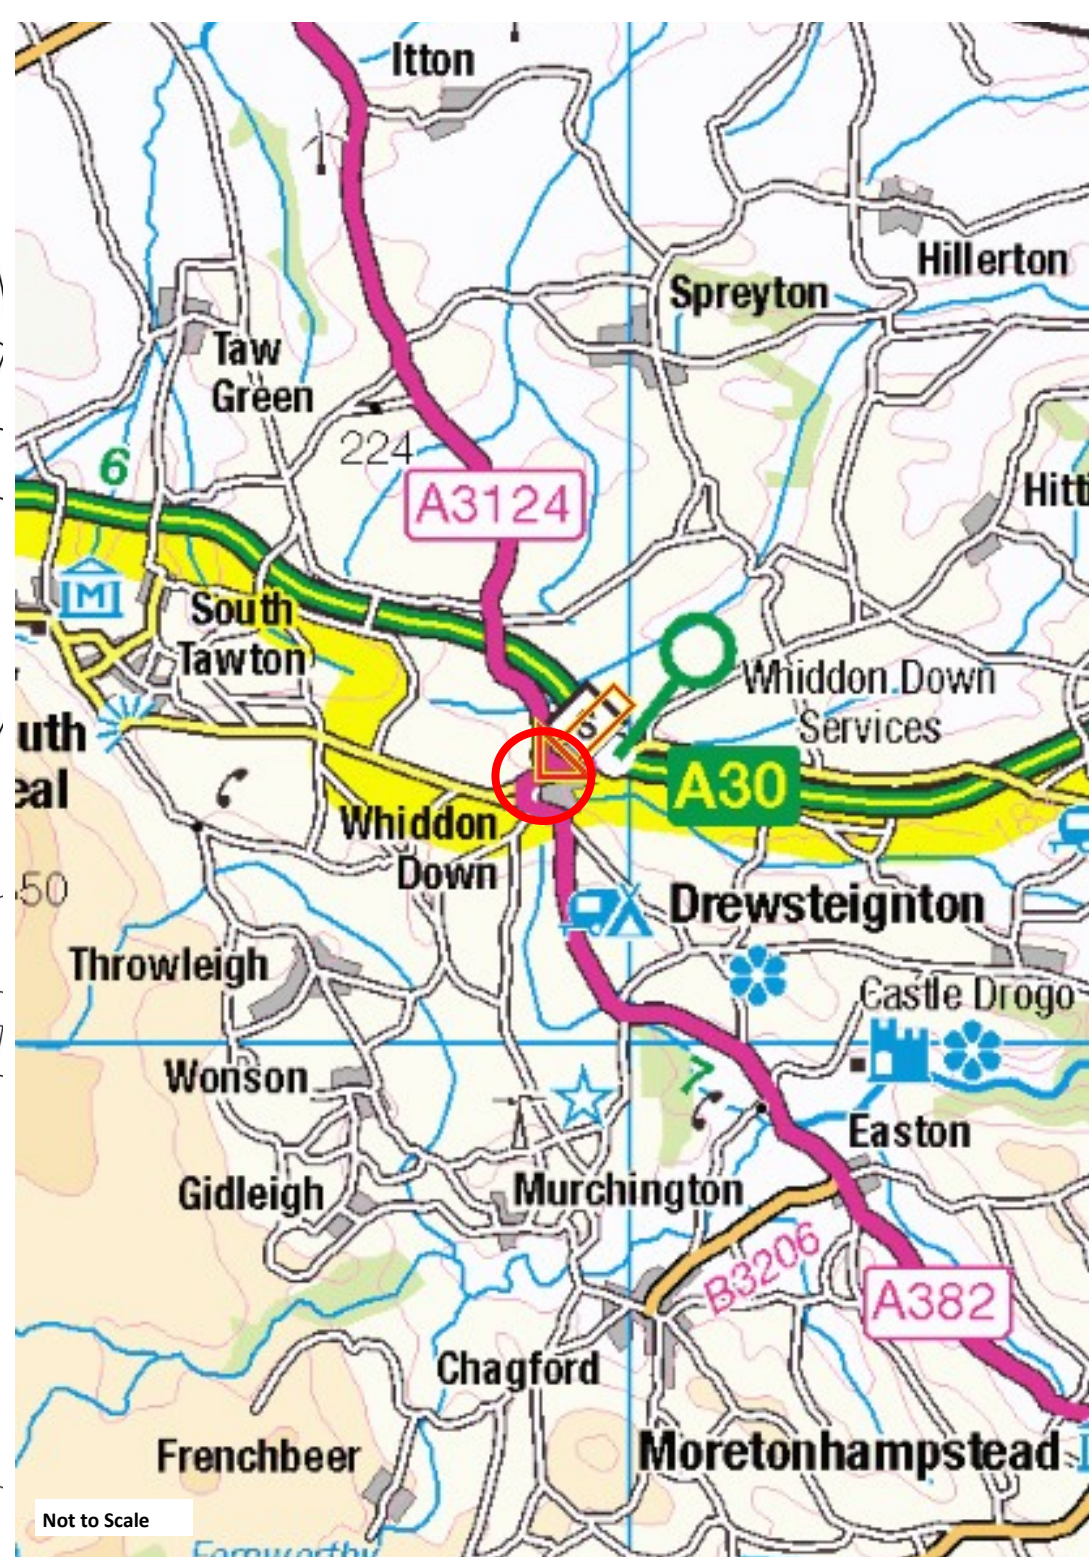 Itton
Hillerton
Spreyton
Taw
Green
224
6
A3124
South
Tawton
Whiddon Down
Services
uth
eal
A30
Whiddon
Down
50
Drewsteignton
Throwleigh
Castle Drogo
Wonson
7
Easton
Gidleigh
Murchington
B3206
A382
Chagford
Frenchbeer
Moretonhampstead
Not to Scale
M
Hitti